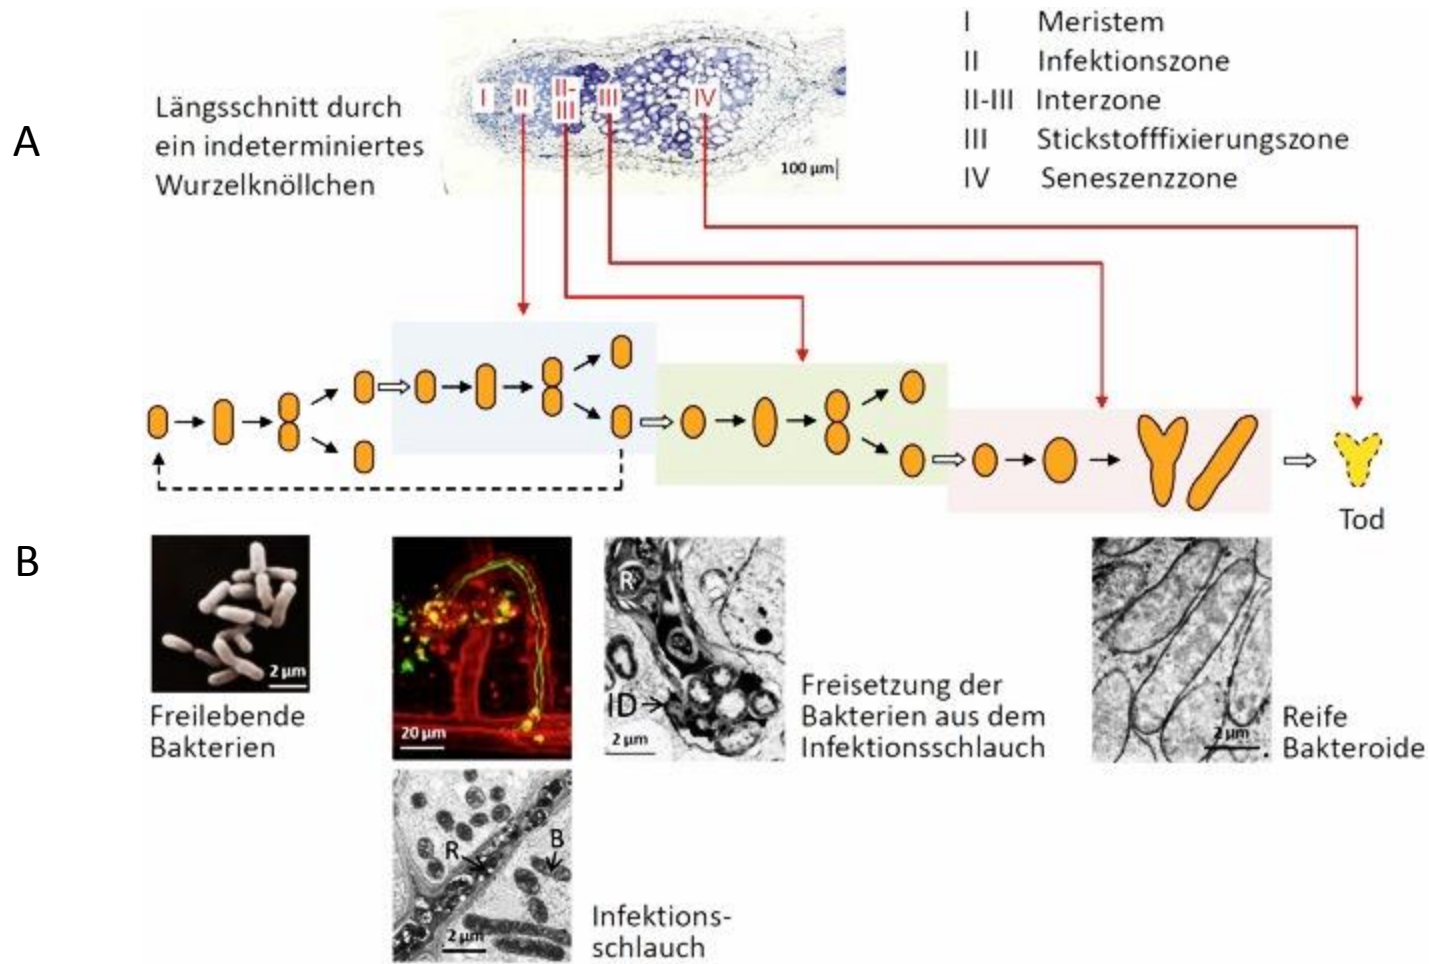 A
Längsschnitt durch
ein indeterminiertes
Wurzelknöllchen
I
II
II-
III
III
IV
100 µm
I Meristem
II Infektionszone
II-III Interzone
III Stickstofffixierungszone
IV Seneszenzzone
Tod
B
2 µm
Freilebende
Bakterien
20 µm
R
ID
2 µm
Freisetzung der
Bakterien aus dem
Infektionsschlauch
2 µm
Reife
Bakteroide
R
B
2 µm
Infektions-
schlauch